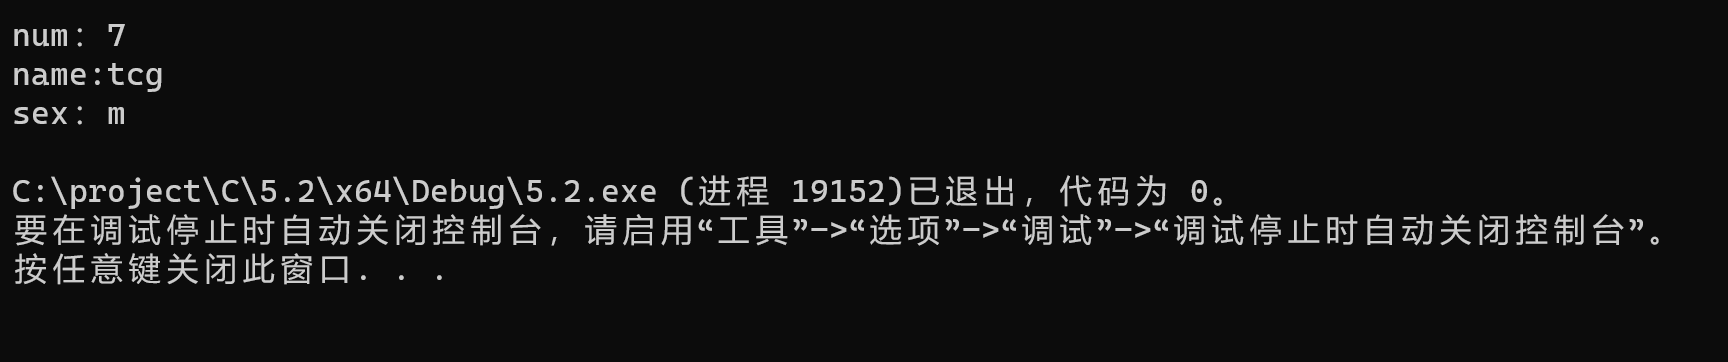 num：7
name:tcg
sex：m
C:\project\C\5.2\x64\Debug\5.2.exe (进程 19152)已退出，代码为 0。
要在调试停止时自动关闭控制台，请启用“工具”->“选项”->“调试”->“调试停止时自动关闭控制台”。
按任意键关闭此窗口. . .